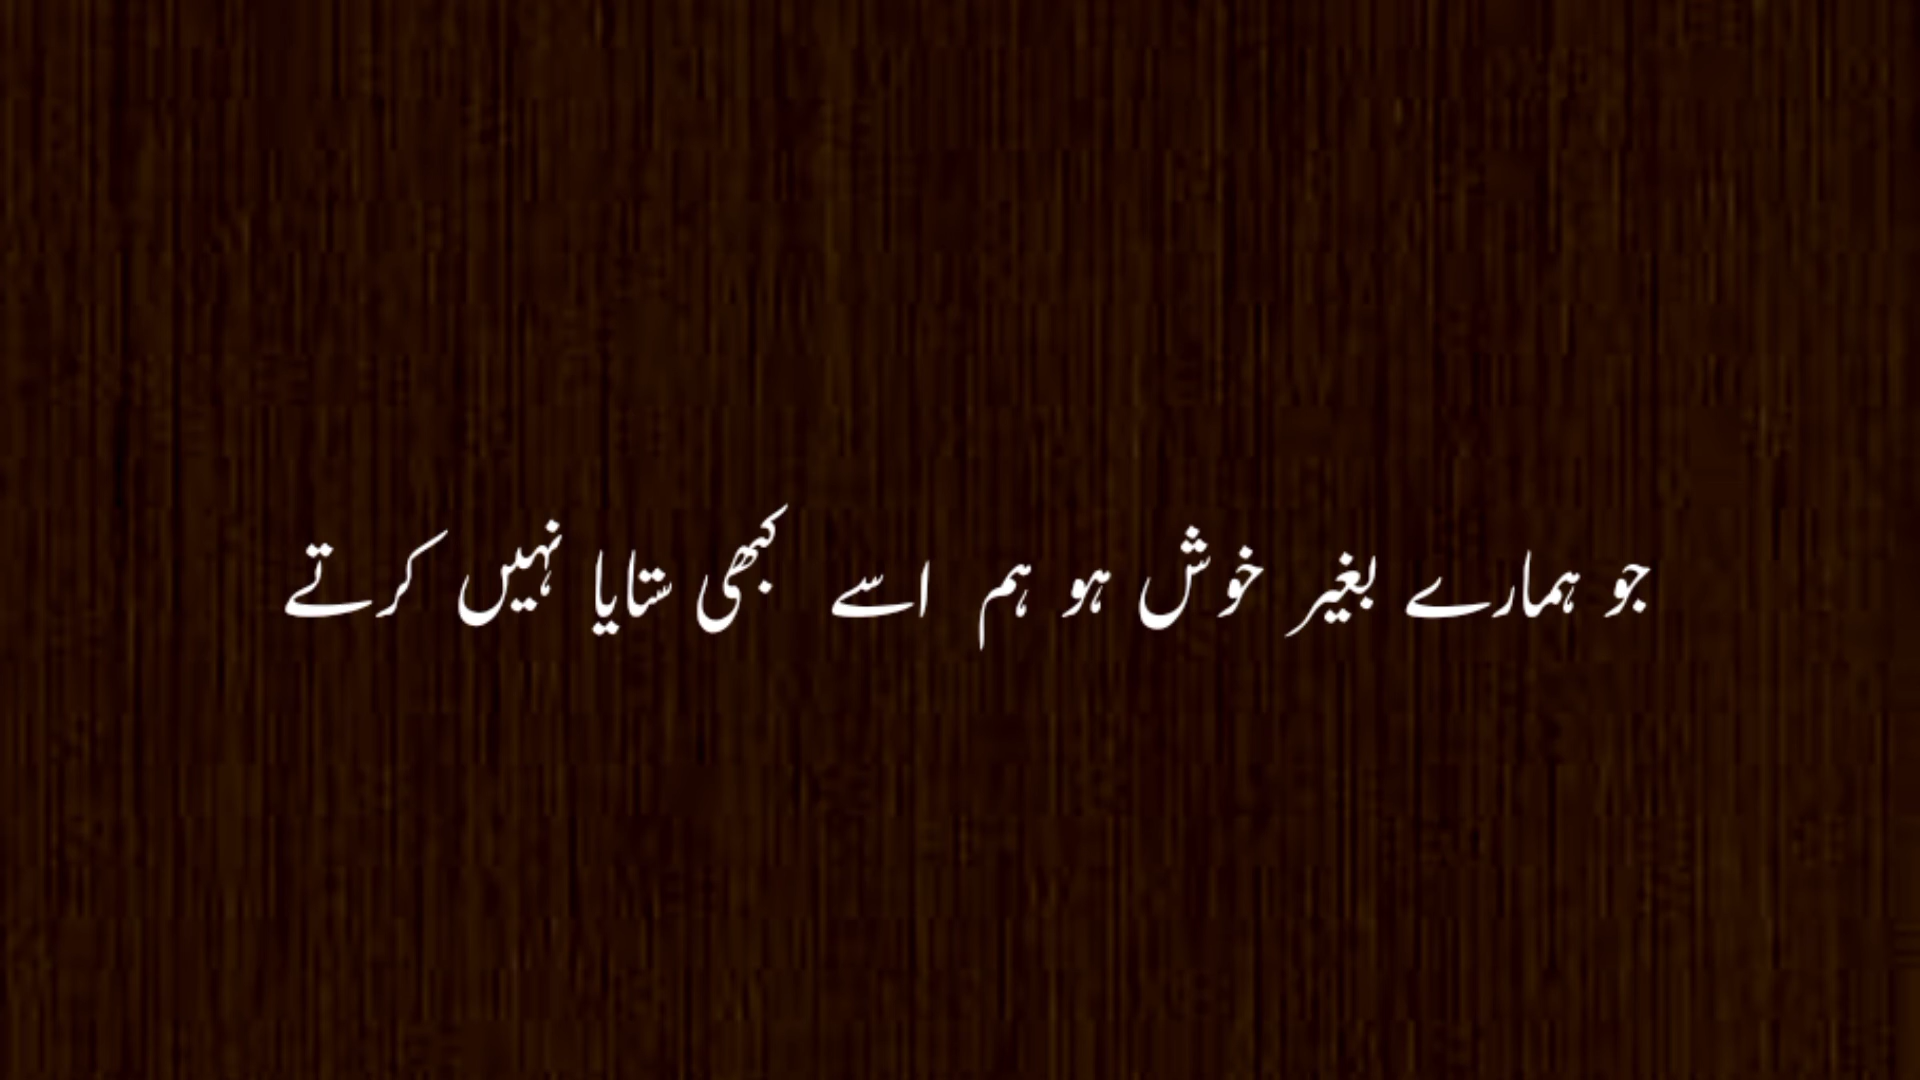 جو ہمارے بغیر خوش ہو ہم اسے کبھی ستایا نہیں کرتے